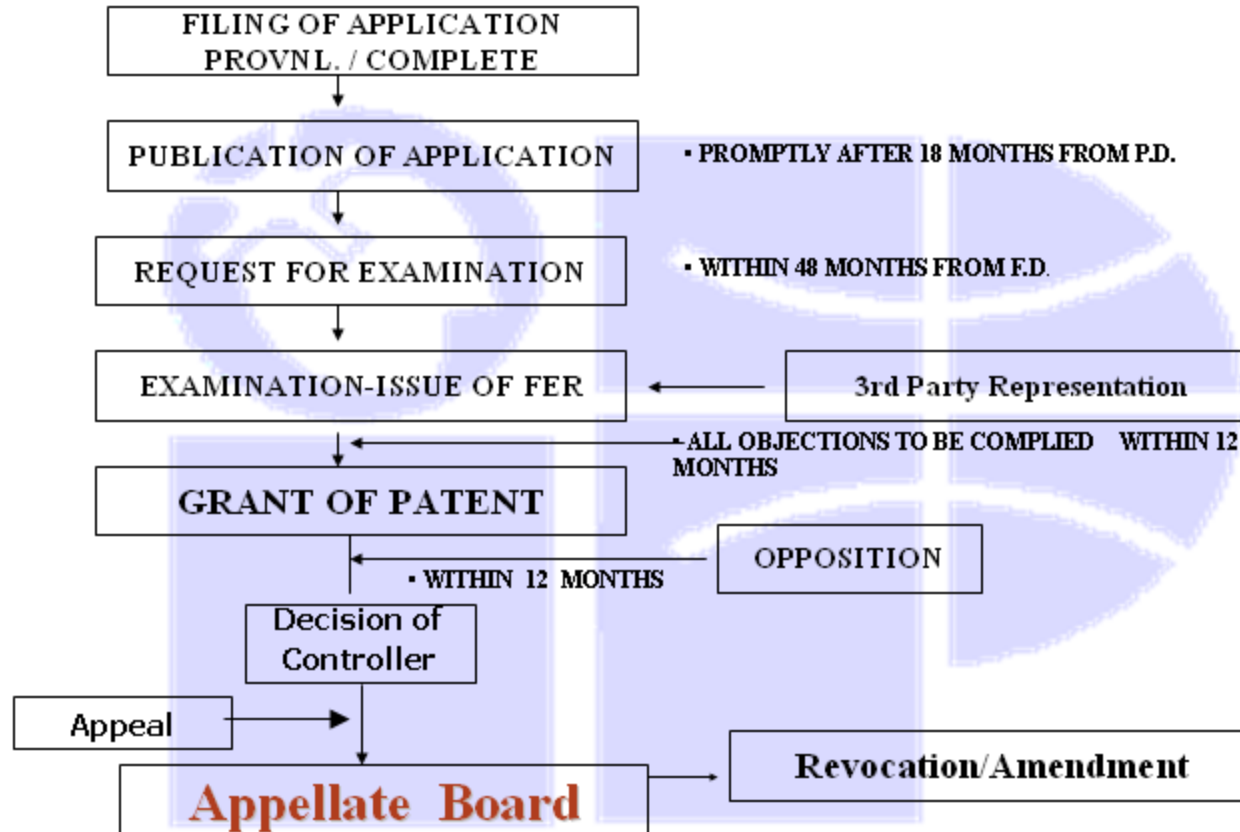 FILING OF APPLICATION
PROVNL. / COMPLETE
PUBLICATION OF APPLICATION
▪ PROMPTLY AFTER 18 MONTHS FROM P.D.
REQUEST FOR EXAMINATION
▪ WITHIN 48 MONTHS FROM F.D.
EXAMINATION-ISSUE OF FER
3rd Party Representation
▪ ALL OBJECTIONS TO BE COMPLIED WITHIN 12
MONTHS
GRANT OF PATENT
OPPOSITION
▪ WITHIN 12 MONTHS
Decision of
Controller
Appeal
Revocation/Amendment
Appellate Board